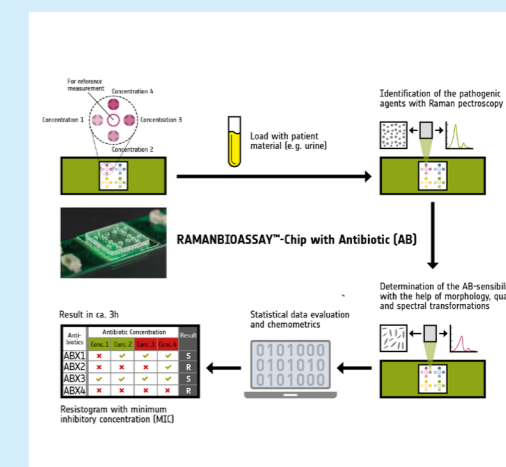 For reference
measurement
Concentration 4
Concentration 1
Concentration 3
Concentration 2
Load with patient
material (e.g. urine)
Identification of the pathogenic
agents with Raman pectroscopy
RAMANBIOASSAY™-Chip with Antibiotic (AB)
Determination of the AB-sensibili
with the help of morphology, qua
and spectral transformations
Statistical data evaluation
and chemometrics
0101000
0101010
0101000
Result in ca. 3h
Anti-
biotics
Antibiotic Concentration
Result
Conc. 1 Conc. 2 Conc. 3 Conc. 4
ABX1 ✗ ✓ ✓ ✓ S
ABX2 ✗ ✗ ✗ ✓ R
ABX3 ✓ ✓ ✓ ✓ S
ABX4 ✗ ✗ ✗ ✗ R
Resistogram with minimum
inhibitory concentration (MIC)